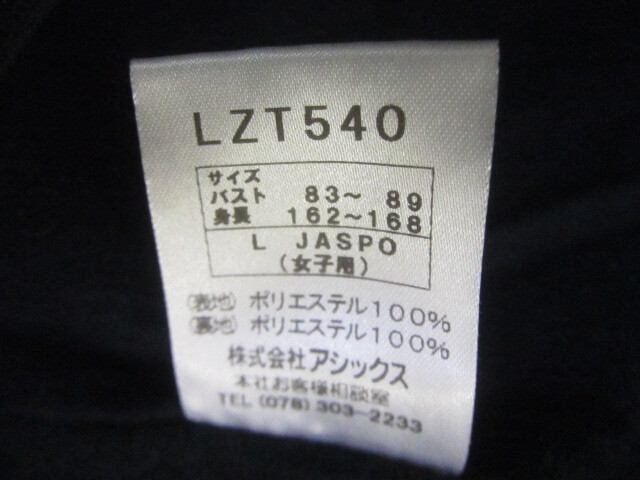 LZT540
サイズ
バスト 83～ 89
身長 162～168
L JASPO
(女子用)
(表地) ポリエステル100%
(裏地) ポリエステル100%
株式会社アシックス
本社お客様相談室
TEL (078) 303-2233